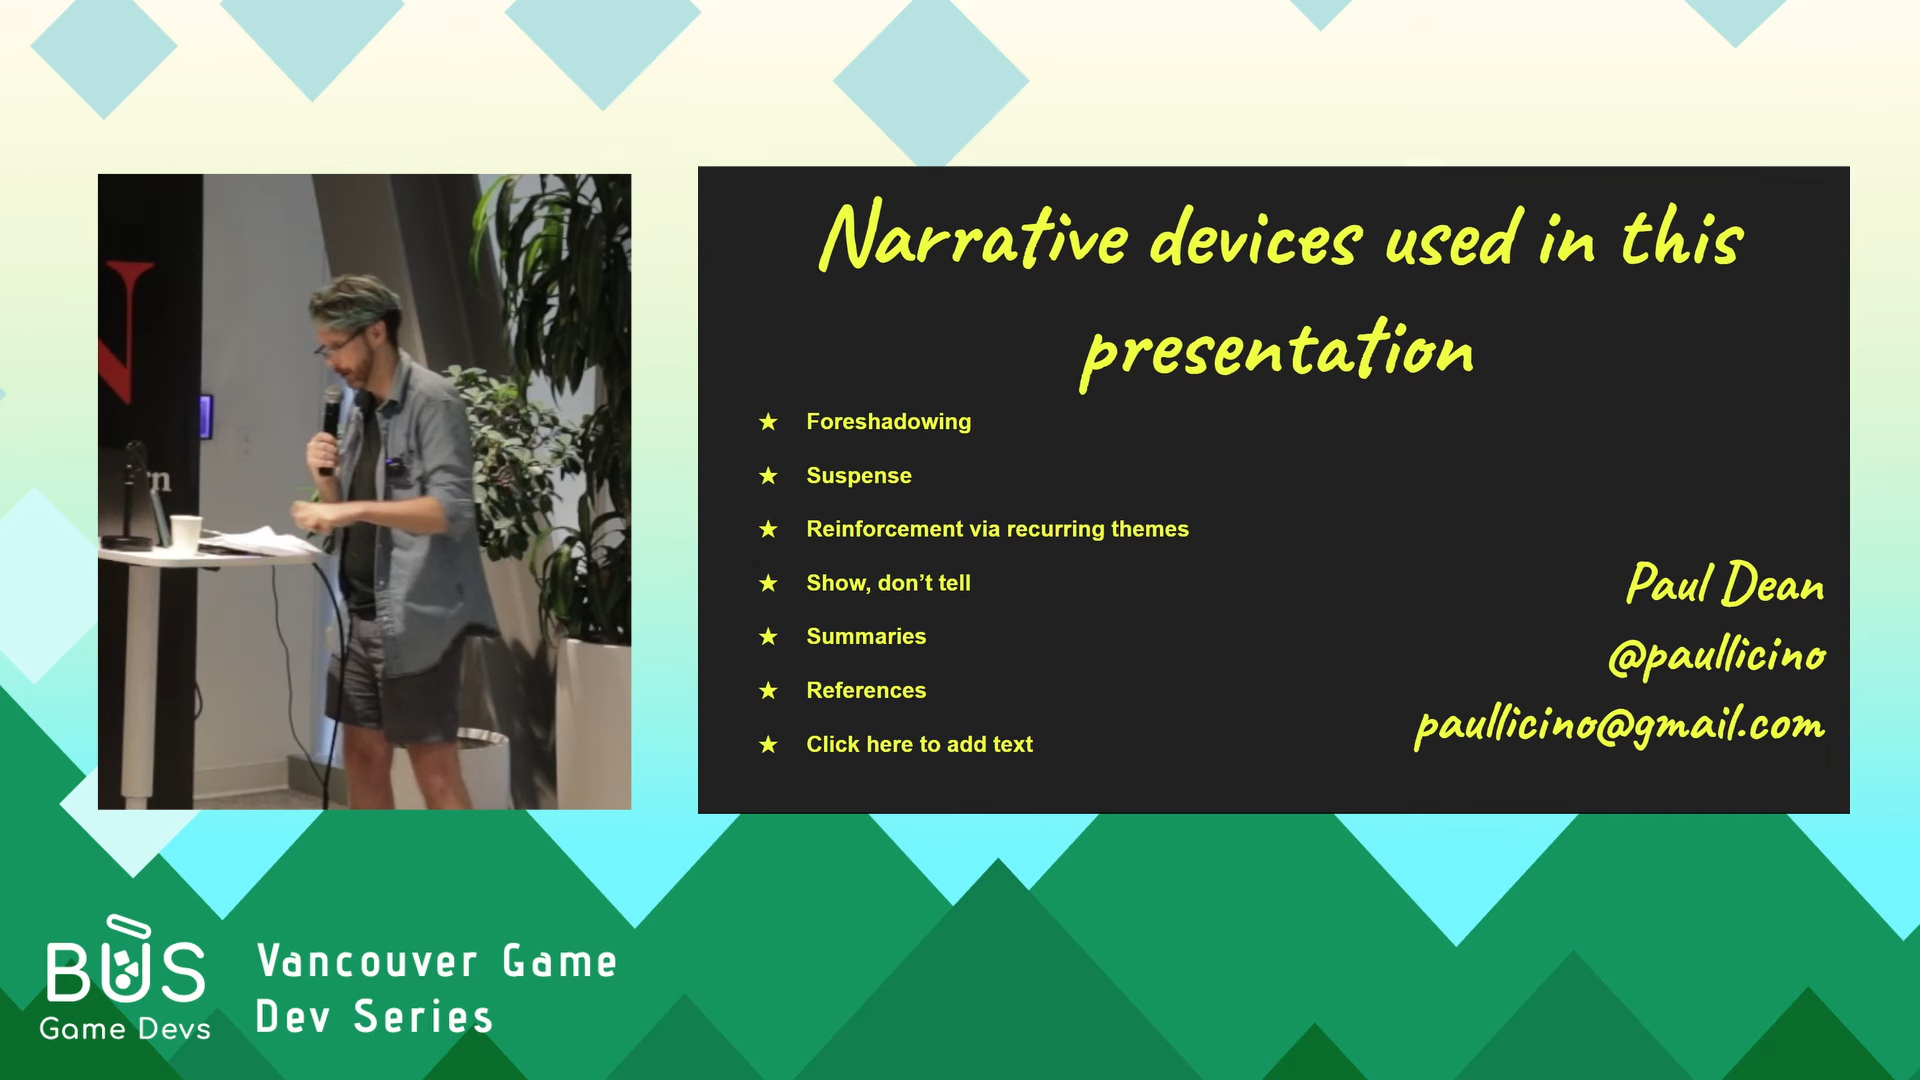 Narrative devices used in this
presentation
★ Foreshadowing
★ Suspense
★ Reinforcement via recurring themes
★ Show, don’t tell
★ Summaries
★ References
★ Click here to add text
Paul Dean
@paullicino
paullicino@gmail.com
BUS
Game Devs
Vancouver Game
Dev Series